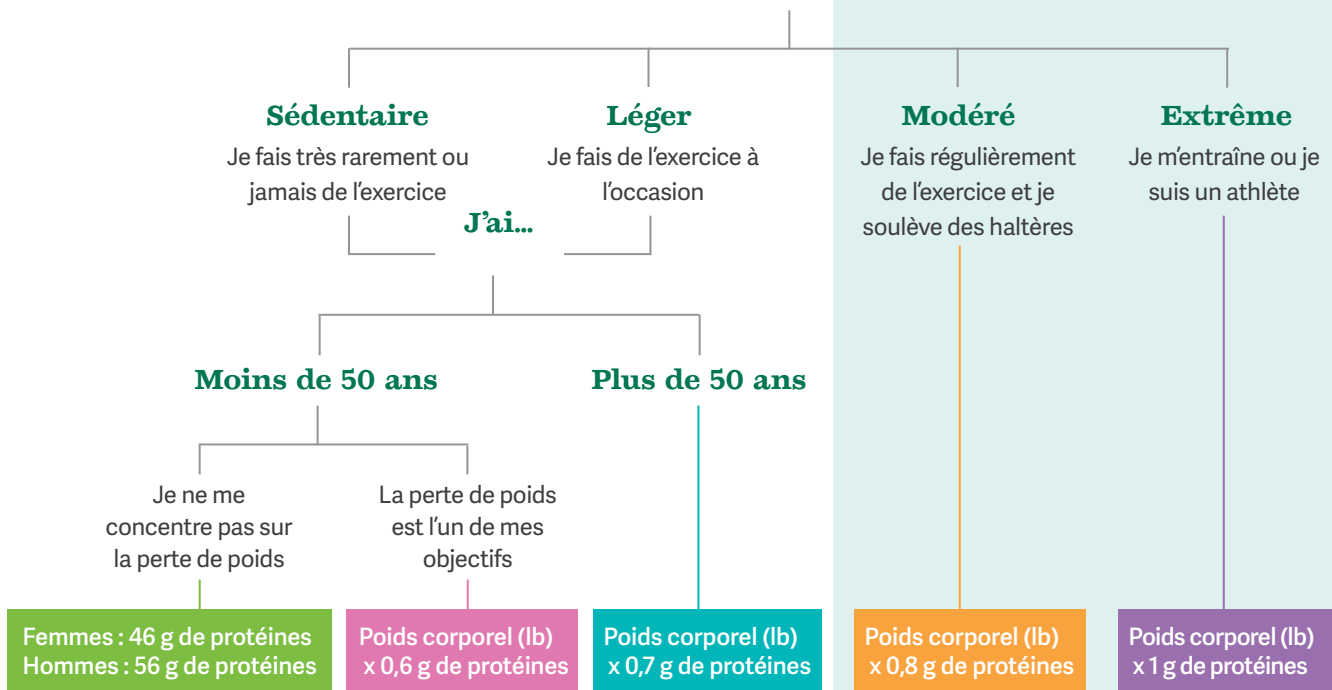 Sédentaire
Je fais très rarement ou
jamais de l'exercice
Léger
Je fais de l'exercice à
l'occasion
Modéré
Je fais régulièrement
de l'exercice et je
soulève des haltères
Extrême
Je m'entraîne ou je
suis un athlète
J'ai...
Moins de 50 ans
Plus de 50 ans
Je ne me
concentre pas sur
la perte de poids
La perte de poids
est l'un de mes
objectifs
Femmes : 46 g de protéines
Hommes : 56 g de protéines
Poids corporel (lb)
x 0,6 g de protéines
Poids corporel (lb)
x 0,7 g de protéines
Poids corporel (lb)
x 0,8 g de protéines
Poids corporel (lb)
x 1 g de protéines